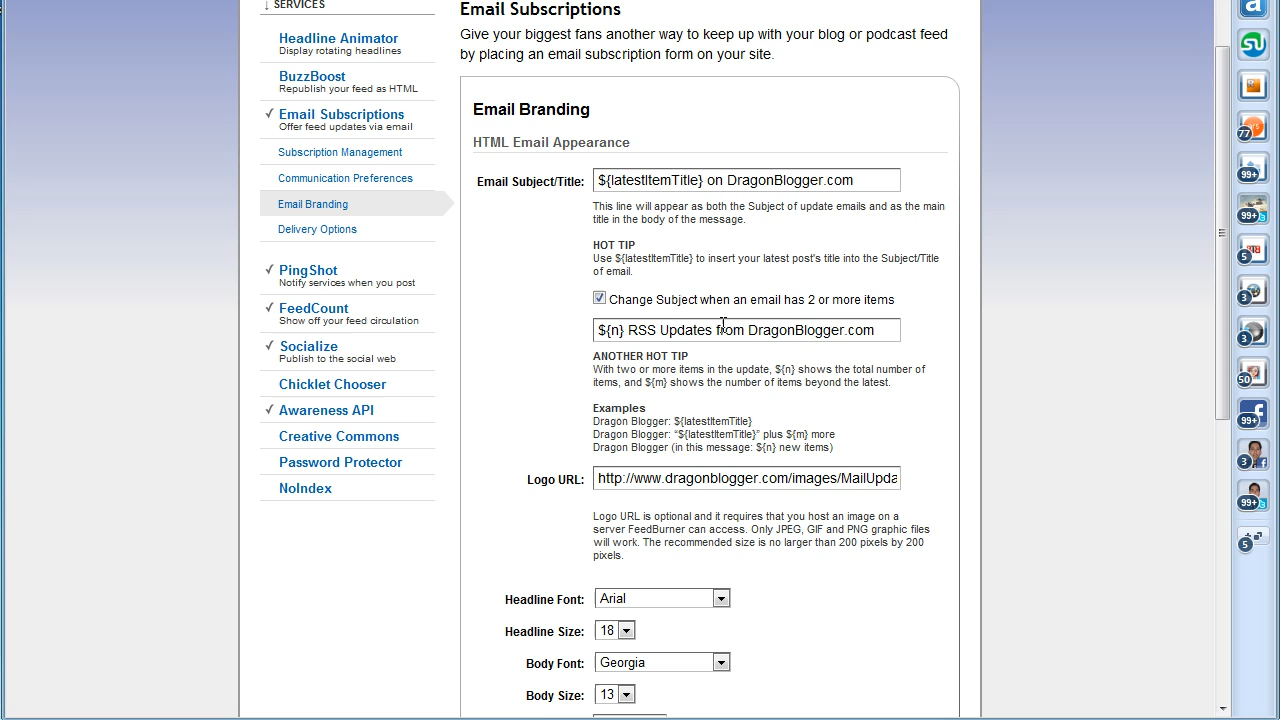 ↓ SERVICES
Headline Animator
Display rotating headlines
BuzzBoost
Republish your feed as HTML
✓ Email Subscriptions
Offer feed updates via email
Subscription Management
Communication Preferences
Email Branding
Delivery Options
✓ PingShot
Notify services when you post
✓ FeedCount
Show off your feed circulation
✓ Socialize
Publish to the social web
Chicklet Chooser
✓ Awareness API
Creative Commons
Password Protector
NoIndex
Email Subscriptions
Give your biggest fans another way to keep up with your blog or podcast feed
by placing an email subscription form on your site.
Email Branding
HTML Email Appearance
Email Subject/Title: ${latestItemTitle} on DragonBlogger.com
This line will appear as both the Subject of update emails and as the main
title in the body of the message.
HOT TIP
Use ${latestItemTitle} to insert your latest post's title into the Subject/Title
of email.
Change Subject when an email has 2 or more items
${n} RSS Updates from DragonBlogger.com
ANOTHER HOT TIP
With two or more items in the update, ${n} shows the total number of
items, and ${m} shows the number of items beyond the latest.
Examples
Dragon Blogger: ${latestItemTitle}
Dragon Blogger: “${latestItemTitle}” plus ${m} more
Dragon Blogger (in this message: ${n} new items)
Logo URL: http://www.dragonblogger.com/images/MailUpda
Logo URL is optional and it requires that you host an image on a
server FeedBurner can access. Only JPEG, GIF and PNG graphic files
will work. The recommended size is no larger than 200 pixels by 200
pixels.
Headline Font: Arial
Headline Size: 18
Body Font: Georgia
Body Size: 13
a
77
99+
99+
5
3
3
50
99+
3
99+
5